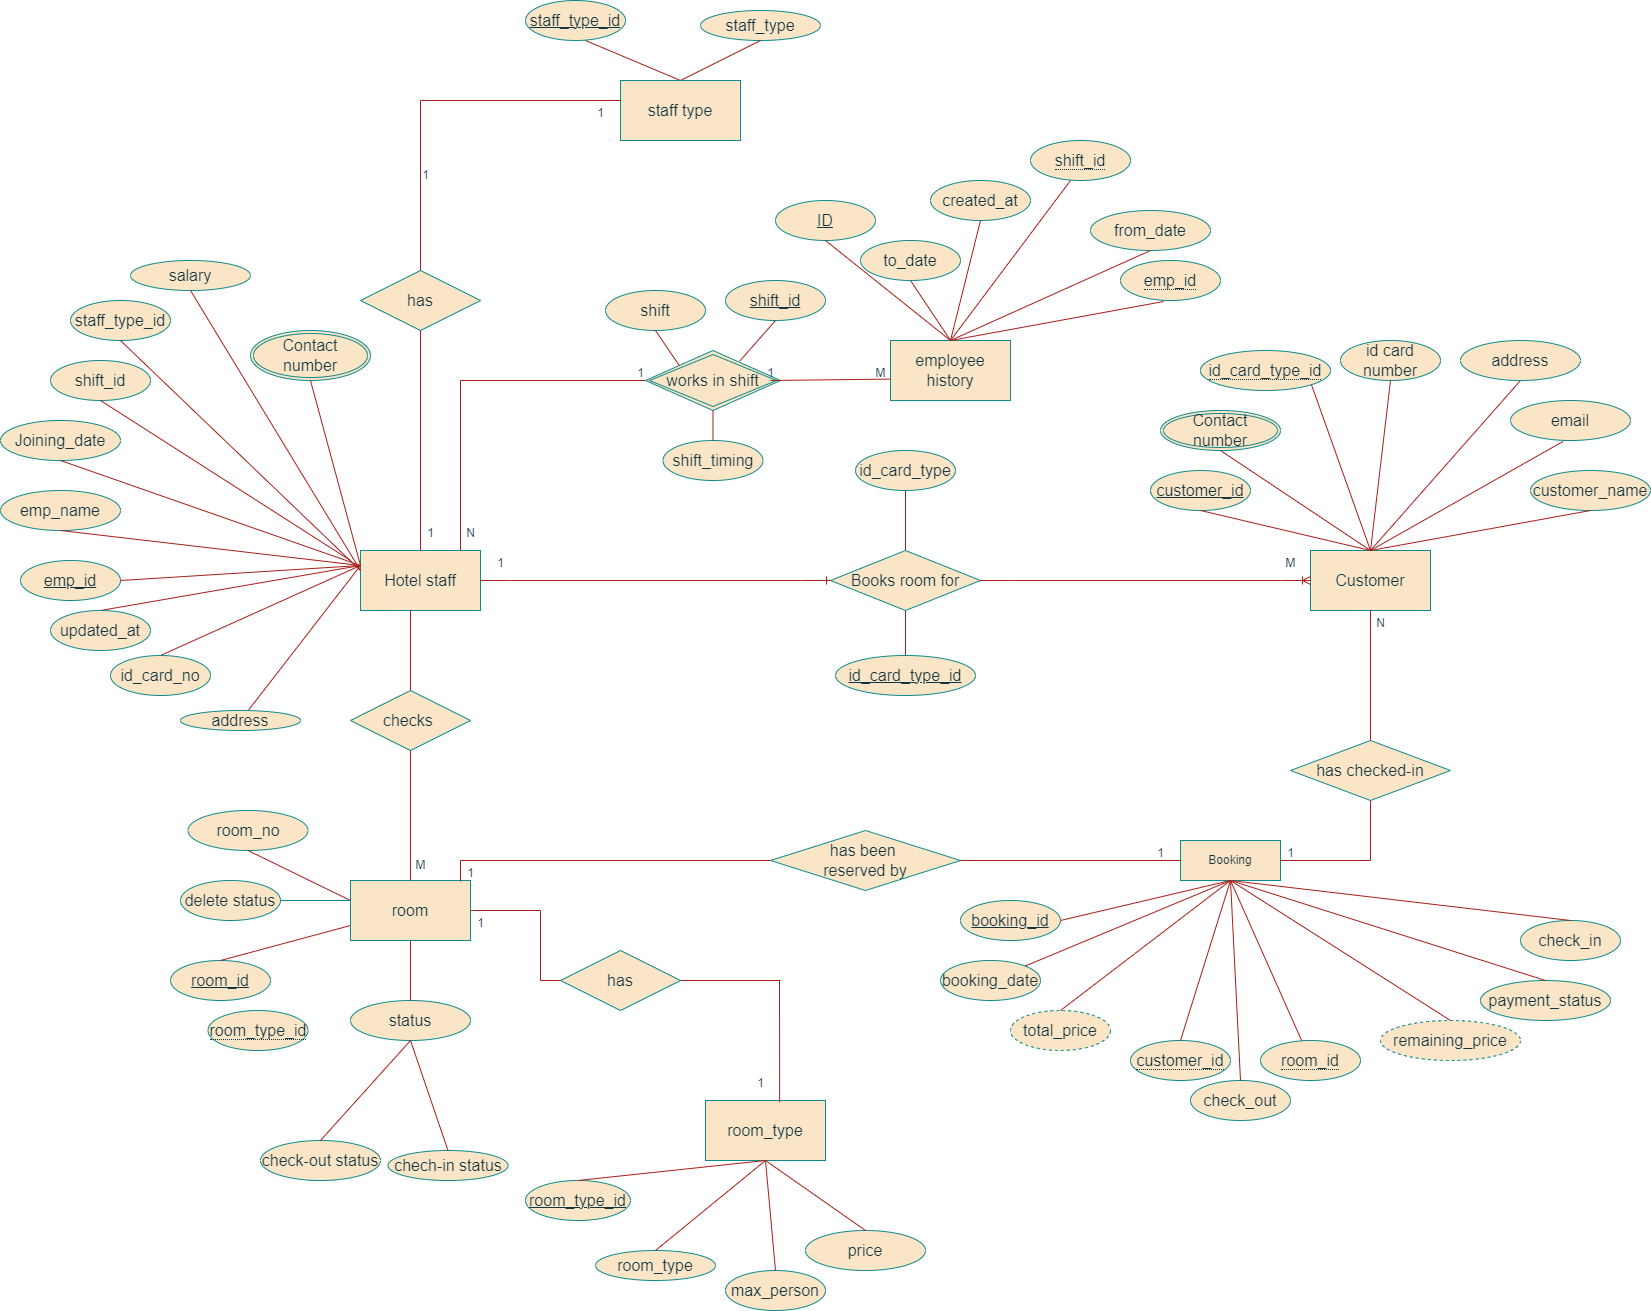 staff_type_id
staff_type
staff type
1
1
shift_id
created_at
ID
from_date
to_date
emp_id
salary
has
staff_type_id
shift
shift_id
Contact
number
employee
history
id card
number
address
id_card_type_id
shift_id
1
works in shift
1
M
Contact
number
email
Joining_date
shift_timing
id_card_type
customer_id
customer_name
emp_name
1
N
1
M
emp_id
Hotel staff
Books room for
Customer
updated_at
N
id_card_no
id_card_type_id
address
checks
has checked-in
room_no
has been
reserved by
M
1
1
Booking
1
delete status
room
1
booking_id
check_in
room_id
has
booking_date
payment_status
room_type_id
status
total_price
remaining_price
customer_id
room_id
1
check_out
room_type
check-out status
chech-in status
room_type_id
room_type
price
max_person